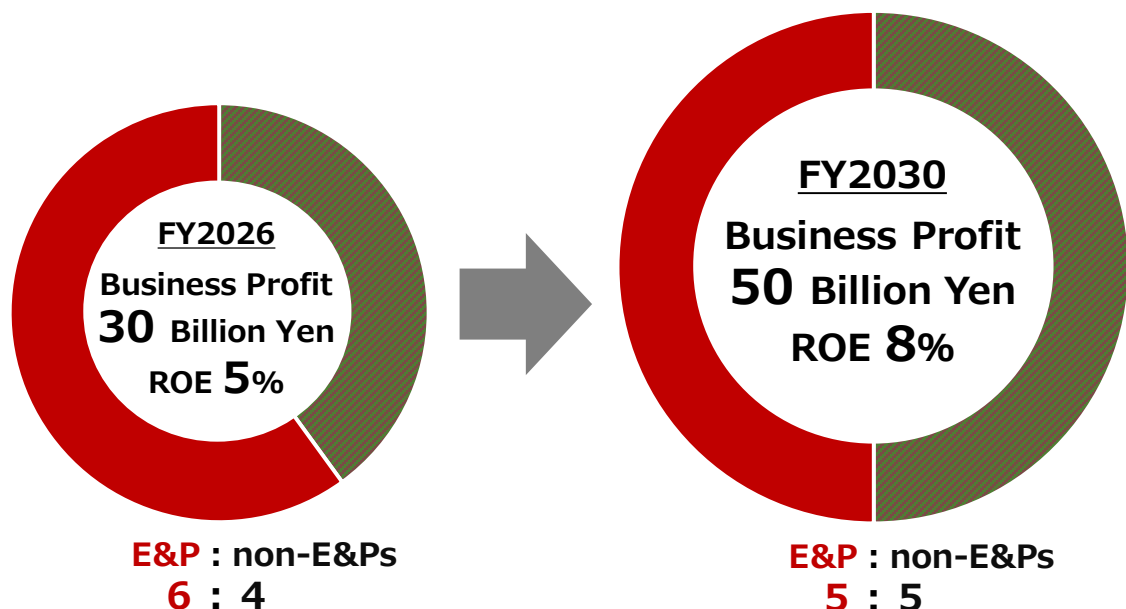 FY2026
Business Profit
30 Billion Yen
ROE 5%
E&P : non-E&Ps
6 : 4
FY2030
Business Profit
50 Billion Yen
ROE 8%
E&P : non-E&Ps
5 : 5